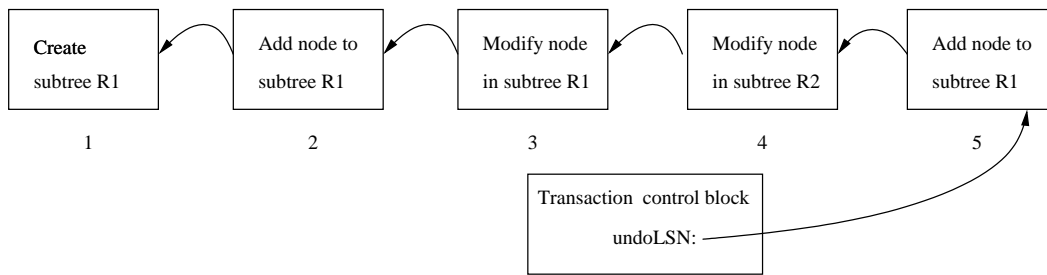 Create
subtree R1
Add node to
subtree R1
Modify node
in subtree R1
Modify node
in subtree R2
Add node to
subtree R1
1
2
3
4
5
Transaction control block
undoLSN: